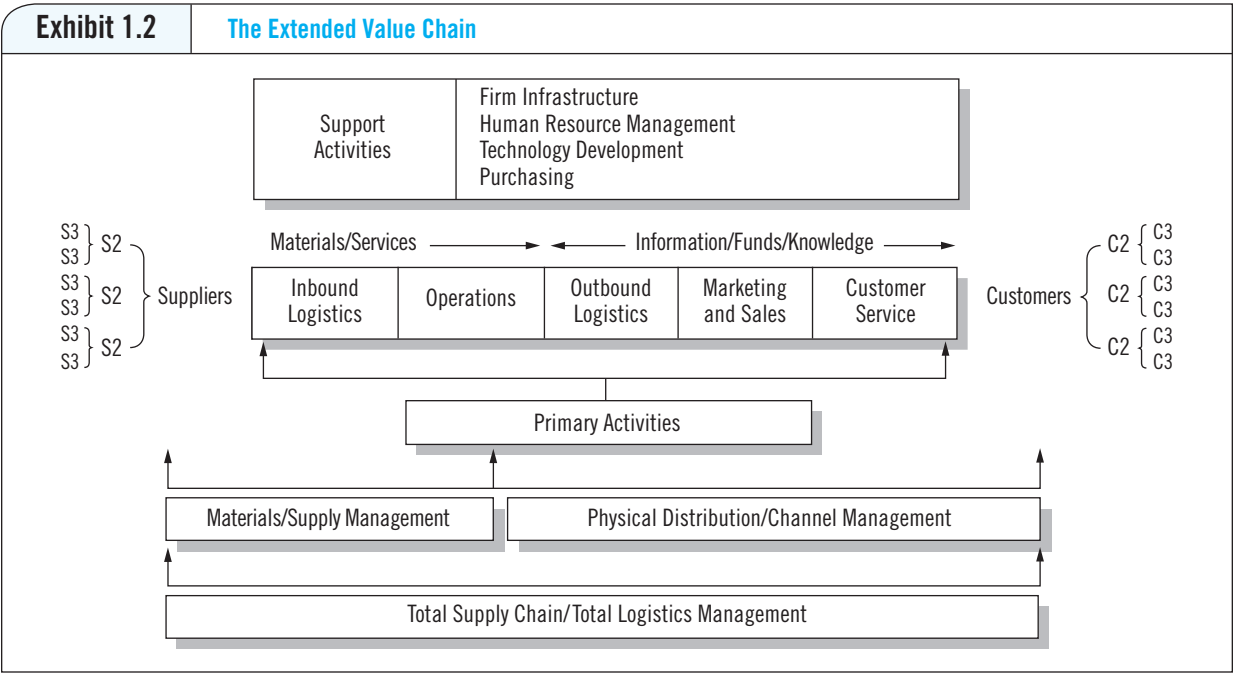 Exhibit 1.2
The Extended Value Chain
Support
Activities
Firm Infrastructure
Human Resource Management
Technology Development
Purchasing
S3
S3
S2
S3
S3
S2
S3
S3
S2
Suppliers
Materials/Services
Information/Funds/Knowledge
Inbound
Logistics
Operations
Outbound
Logistics
Marketing
and Sales
Customer
Service
Customers
C2
C3
C3
C2
C3
C3
C2
C3
C3
Primary Activities
Materials/Supply Management
Physical Distribution/Channel Management
Total Supply Chain/Total Logistics Management